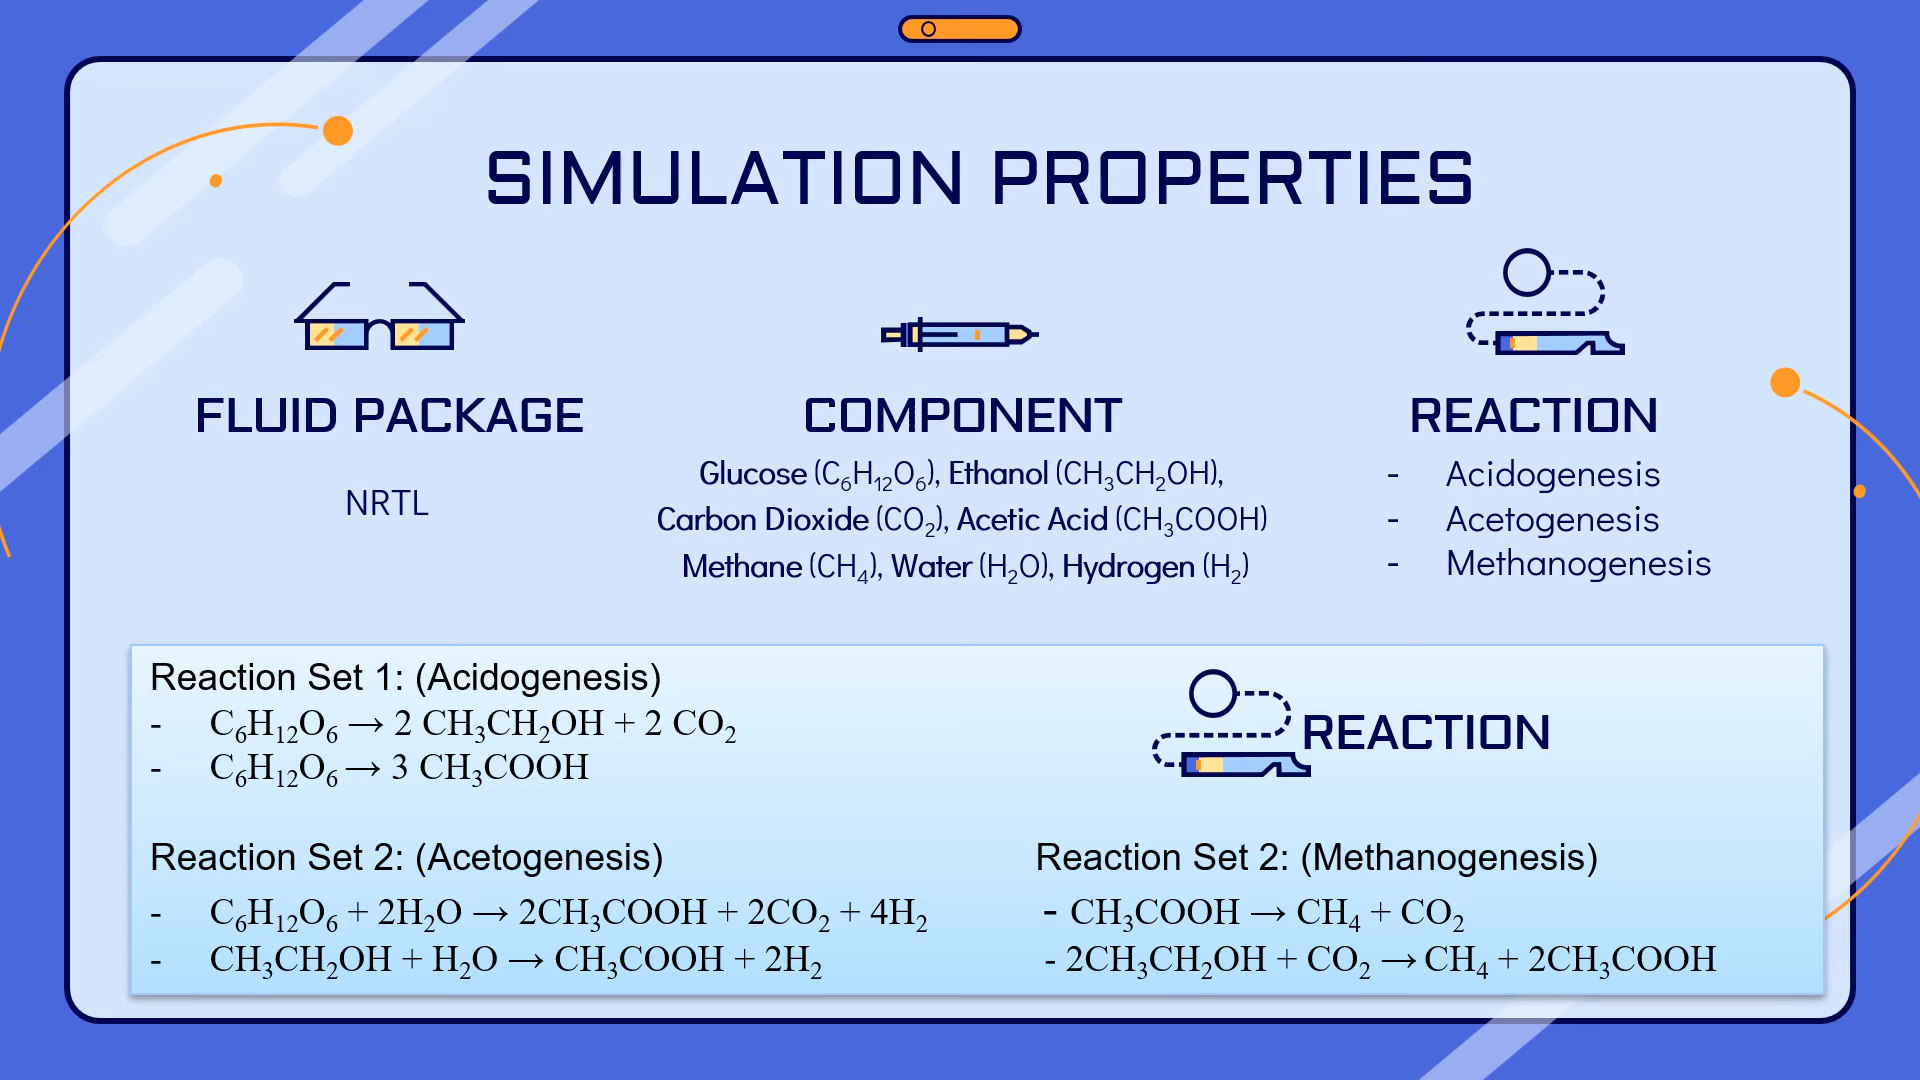 SIMULATION PROPERTIES
FLUID PACKAGE
NRTL
COMPONENT
Glucose (C₆H₁₂O₆), Ethanol (CH₃CH₂OH),
Carbon Dioxide (CO₂), Acetic Acid (CH₃COOH)
Methane (CH₄), Water (H₂O), Hydrogen (H₂)
REACTION
- Acidogenesis
- Acetogenesis
- Methanogenesis
Reaction Set 1: (Acidogenesis)
- C₆H₁₂O₆ → 2 CH₃CH₂OH + 2 CO₂
- C₆H₁₂O₆ → 3 CH₃COOH
REACTION
Reaction Set 2: (Acetogenesis)
- C₆H₁₂O₆ + 2H₂O → 2CH₃COOH + 2CO₂ + 4H₂
- CH₃CH₂OH + H₂O → CH₃COOH + 2H₂
Reaction Set 2: (Methanogenesis)
- CH₃COOH → CH₄ + CO₂
- 2CH₃CH₂OH + CO₂ → CH₄ + 2CH₃COOH